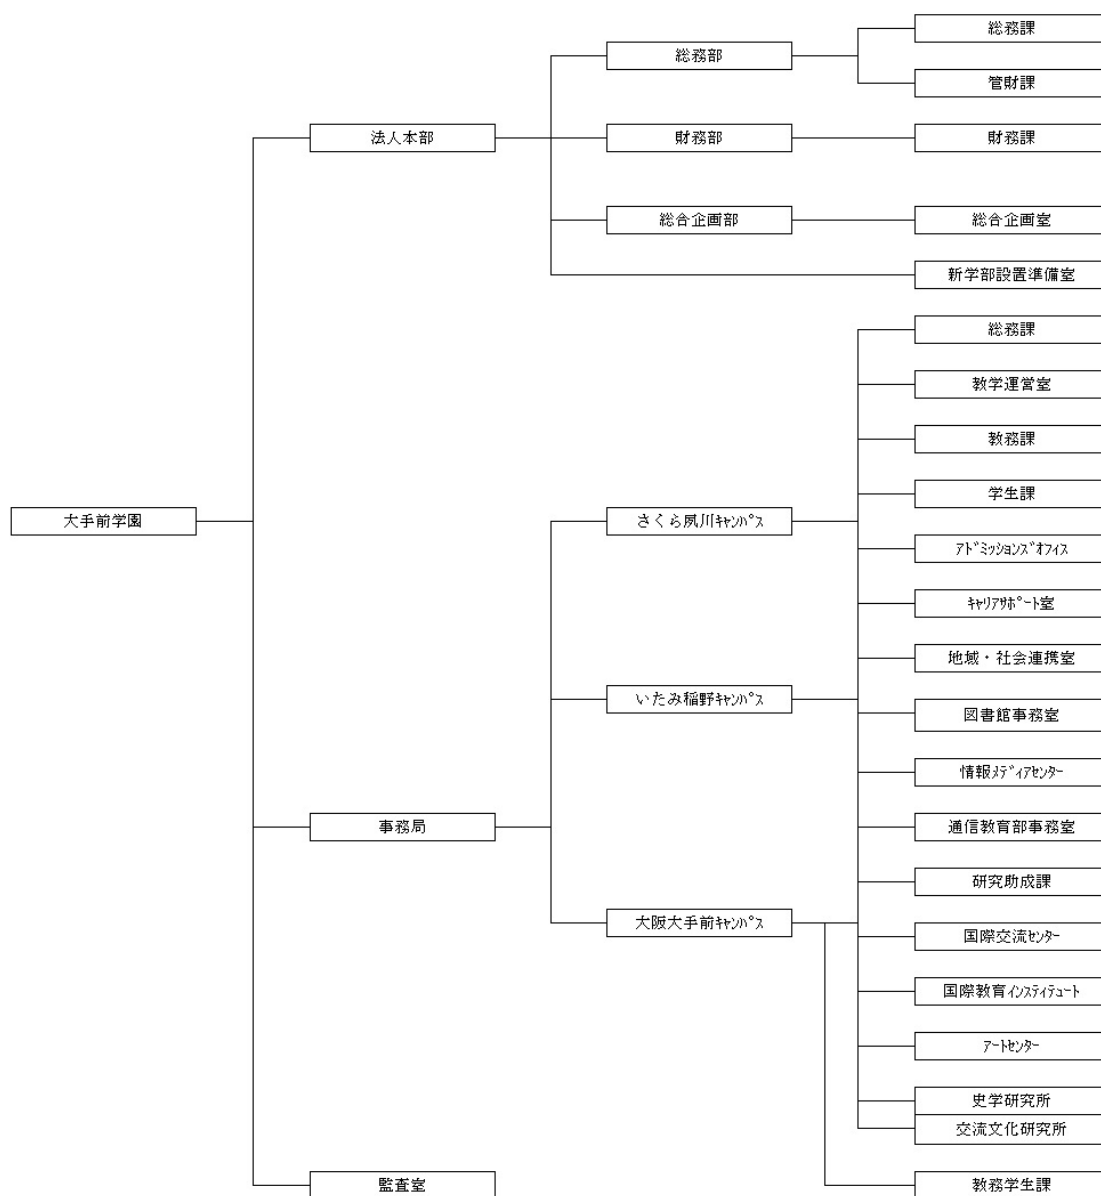 総務課
総務部
管財課
法人本部
財務部
財務課
総合企画部
総合企画室
新学部設置準備室
総務課
教学運営室
教務課
学生課
大手前学園
さくら夙川ｷｬﾝﾊﾟｽ
ｱﾄﾞﾐｯｼｮﾝｽﾞｵﾌｨｽ
ｷｬﾘｱｻﾎﾟｰﾄ室
地域・社会連携室
いたみ稲野ｷｬﾝﾊﾟｽ
図書館事務室
情報ﾒﾃﾞｨｱｾﾝﾀｰ
事務局
通信教育部事務室
研究助成課
大阪大手前ｷｬﾝﾊﾟｽ
国際交流ｾﾝﾀｰ
国際教育ｲﾝｽﾃｨﾃｭｰﾄ
ｱｰﾄｾﾝﾀｰ
史学研究所
交流文化研究所
監査室
教務学生課